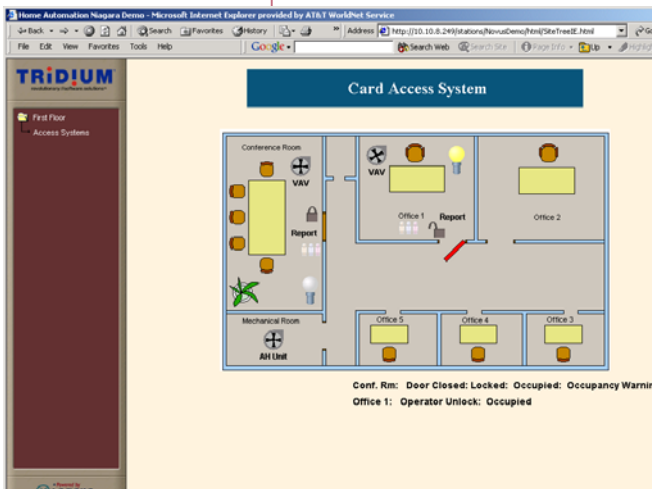 Home Automation Niagara Demo - Microsoft Internet Explorer provided by AT&T WorldNet Service
Back Search Favorites History Address http://10.10.8.249/stations/NovusDemo/html/SiteTreeIE.html
File Edit View Favorites Tools Help Google Search Web Search Site Page Info Up
TRIDIUM
Card Access System
First Floor
Access Systems
Conference Room
VAV
VAV
Report
Office 1 Report
Office 2
Mechanical Room
AH Unit
Office 5
Office 4
Office 3
Conf. Rm: Door Closed: Locked: Occupied: Occupancy Warnin
Office 1: Operator Unlock: Occupied
Powered by